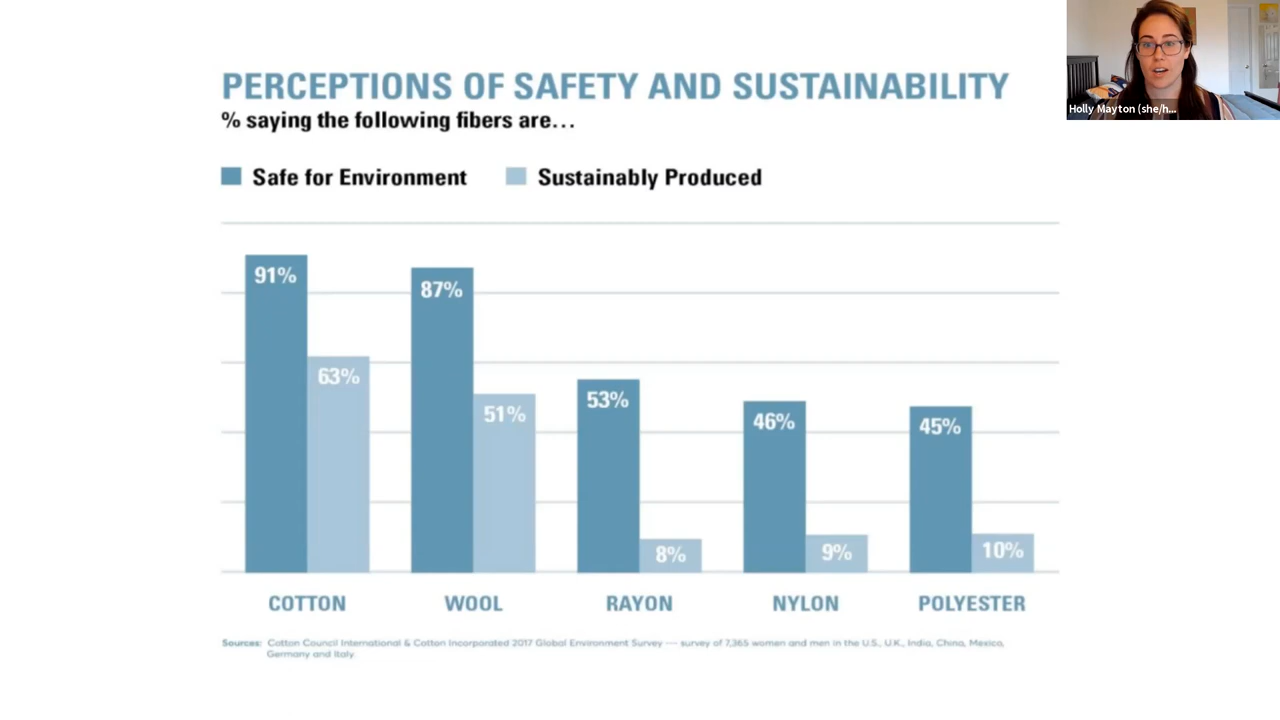 PERCEPTIONS OF SAFETY AND SUSTAINABILITY
% saying the following fibers are...
Safe for Environment Sustainably Produced
91% 63% 87% 51% 53% 8% 46% 9% 45% 10%
COTTON WOOL RAYON NYLON POLYESTER
Sources: Cotton Council International & Cotton Incorporated 2017 Global Environment Survey — survey of 7,365 women and men in the U.S., U.K., India, China, Mexico,
Germany and Italy
Holly Mayton (she/h...